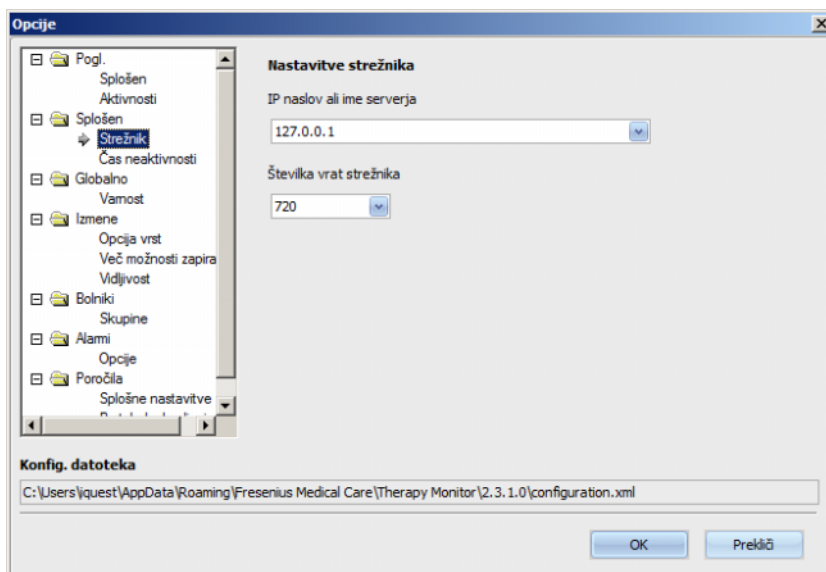 Opcije
Pogl.
Splošen
Aktivnosti
Splošen
Strežnik
Čas neaktivnosti
Globalno
Varnost
Izmene
Opcija vrst
Več možnosti zapira
Vidljivost
Bolniki
Skupine
Alarmi
Opcije
Poročila
Splošne nastavitve
Nastavitve strežnika
IP naslov ali ime serverja
127.0.0.1
Številka vrat strežnika
720
Konfig. datoteka
C:\Users\iquest\AppData\Roaming\Fresenius Medical Care\Therapy Monitor\2.3.1.0\configuration.xml
OK
Prekliči